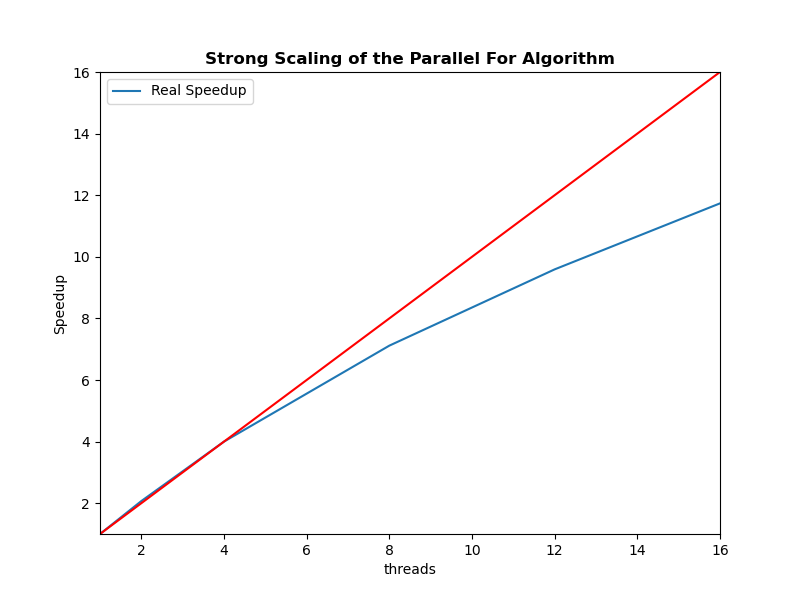 Strong Scaling of the Parallel For Algorithm
Real Speedup
16
14
12
10
8
6
4
2
Speedup
2 4 6 8 10 12 14 16
threads